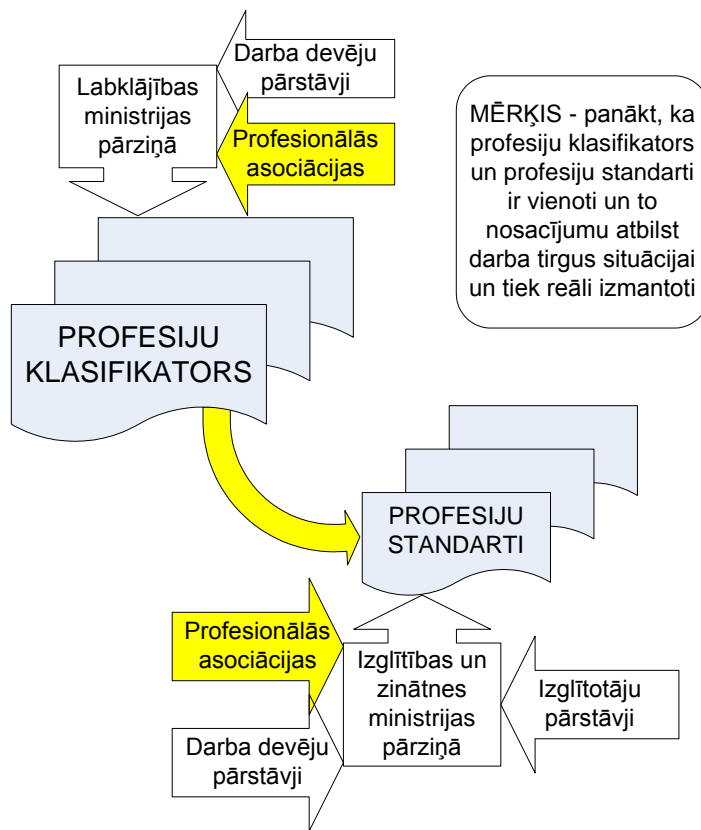 Darba devēju
pārstāvji
Labklājības
ministrijas
pārziņā
Profesionālās
asociācijas
MĒRĶIS - panākt, ka
profesiju klasifikators
un profesiju standarti
ir vienoti un to
nosacījumu atbilst
darba tirgus situācijai
un tiek reāli izmantoti
PROFESIJU
KLASIFIKATORS
PROFESIJU
STANDARTI
Profesionālās
asociācijas
Izglītības un
zinātnes
ministrijas
pārziņā
Izglītotāju
pārstāvji
Darba devēju
pārstāvji